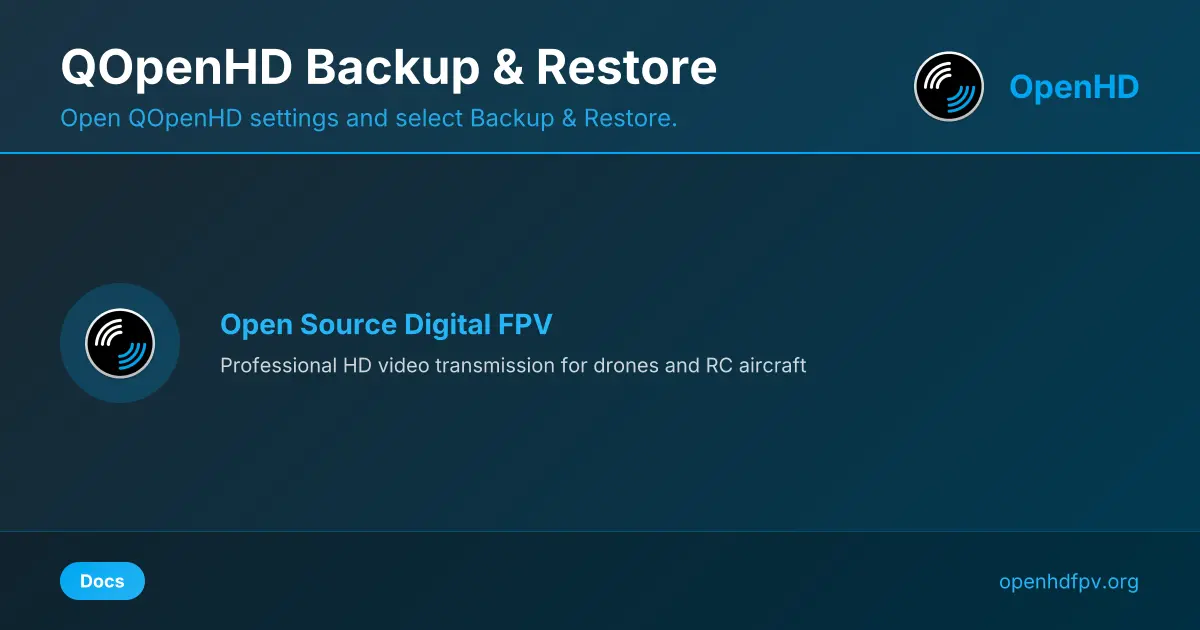 QOpenHD Backup & Restore
Open QOpenHD settings and select Backup & Restore.
OpenHD
Open Source Digital FPV
Professional HD video transmission for drones and RC aircraft
Docs
openhdfpv.org